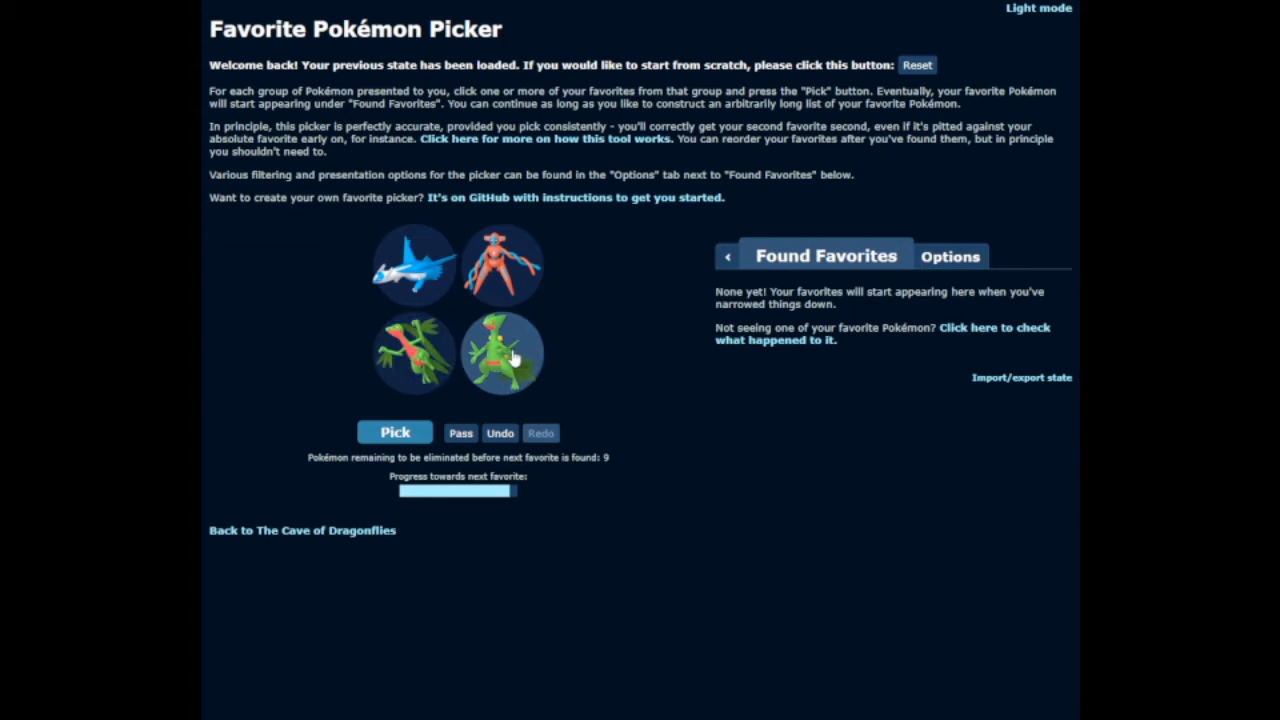 Light mode
Favorite Pokémon Picker
Welcome back! Your previous state has been loaded. If you would like to start from scratch, please click this button: Reset
For each group of Pokémon presented to you, click one or more of your favorites from that group and press the "Pick" button. Eventually, your favorite Pokémon
will start appearing under "Found Favorites". You can continue as long as you like to construct an arbitrarily long list of your favorite Pokémon.
In principle, this picker is perfectly accurate, provided you pick consistently - you'll correctly get your second favorite second, even if it's pitted against your
absolute favorite early on, for instance. Click here for more on how this tool works. You can reorder your favorites after you've found them, but in principle
you shouldn't need to.
Various filtering and presentation options for the picker can be found in the "Options" tab next to "Found Favorites" below.
Want to create your own favorite picker? It's on GitHub with instructions to get you started.
‹ Found Favorites Options
None yet! Your favorites will start appearing here when you've
narrowed things down.
Not seeing one of your favorite Pokémon? Click here to check
what happened to it.
Import/export state
Pick Pass Undo Redo
Pokémon remaining to be eliminated before next favorite is found: 9
Progress towards next favorite:
Back to The Cave of Dragonflies